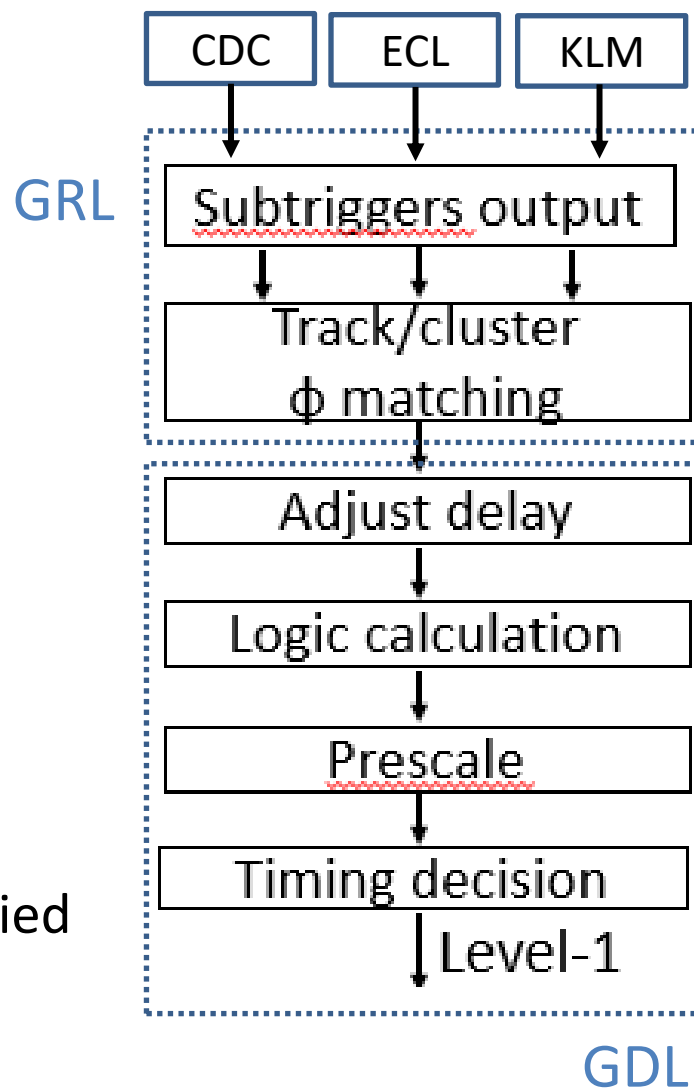 CDC ECL KLM
GRL
Subtriggers output
Track/cluster
ϕ matching
Adjust delay
Logic calculation
Prescale
Timing decision
ied
Level-1
GDL